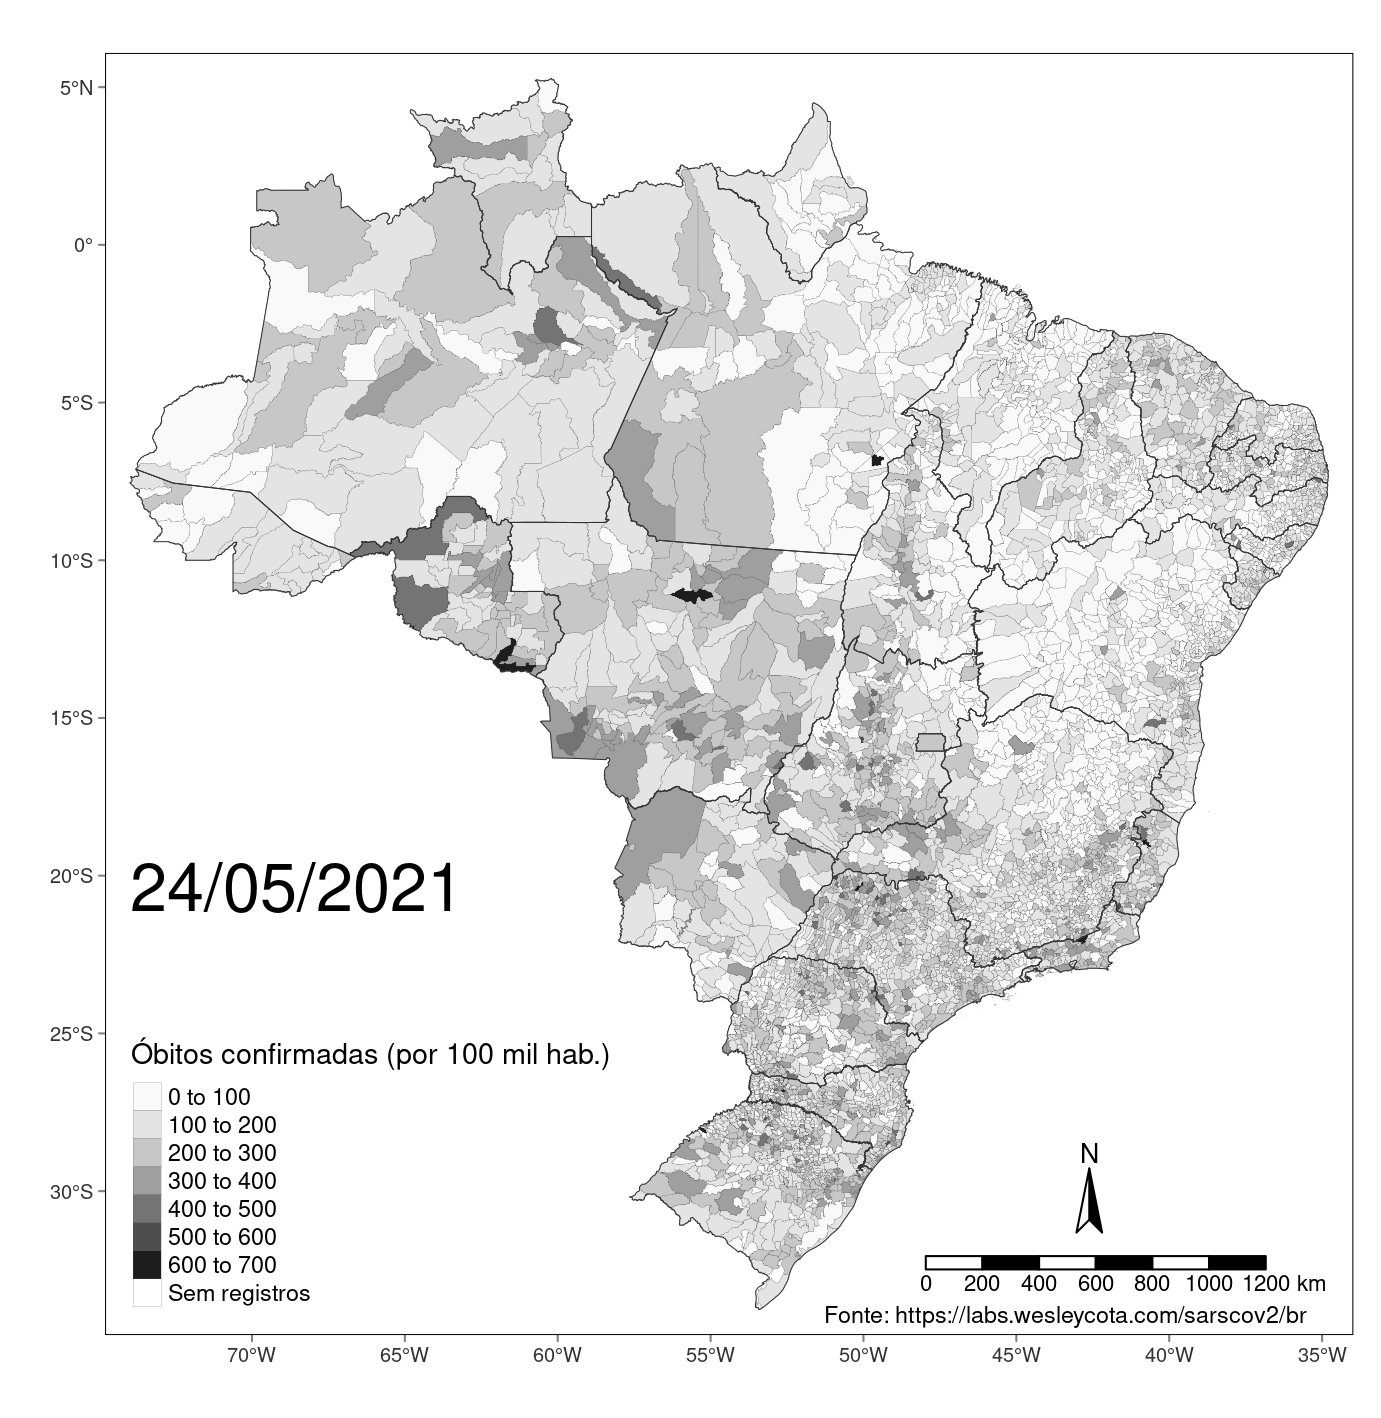 5°N
0°
5°S
10°S
15°S
20°S
25°S
30°S
24/05/2021
Óbitos confirmadas (por 100 mil hab.)
0 to 100
100 to 200
200 to 300
300 to 400
400 to 500
500 to 600
600 to 700
Sem registros
N
0 200 400 600 800 1000 1200 km
Fonte: https://labs.wesleycota.com/sarscov2/br
70°W 65°W 60°W 55°W 50°W 45°W 40°W 35°W